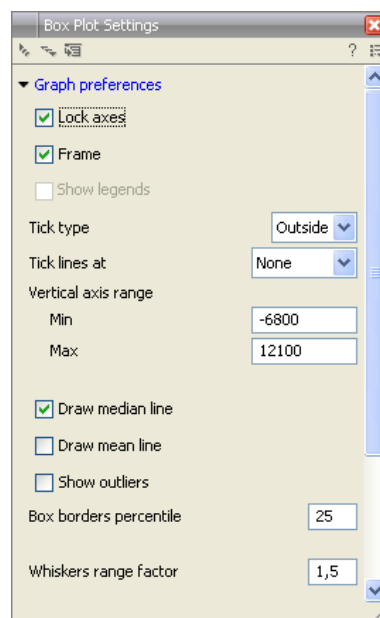 Box Plot Settings
?
Graph preferences
Lock axes
Frame
Show legends
Tick type Outside
Tick lines at None
Vertical axis range
Min -6800
Max 12100
Draw median line
Draw mean line
Show outliers
Box borders percentile 25
Whiskers range factor 1,5